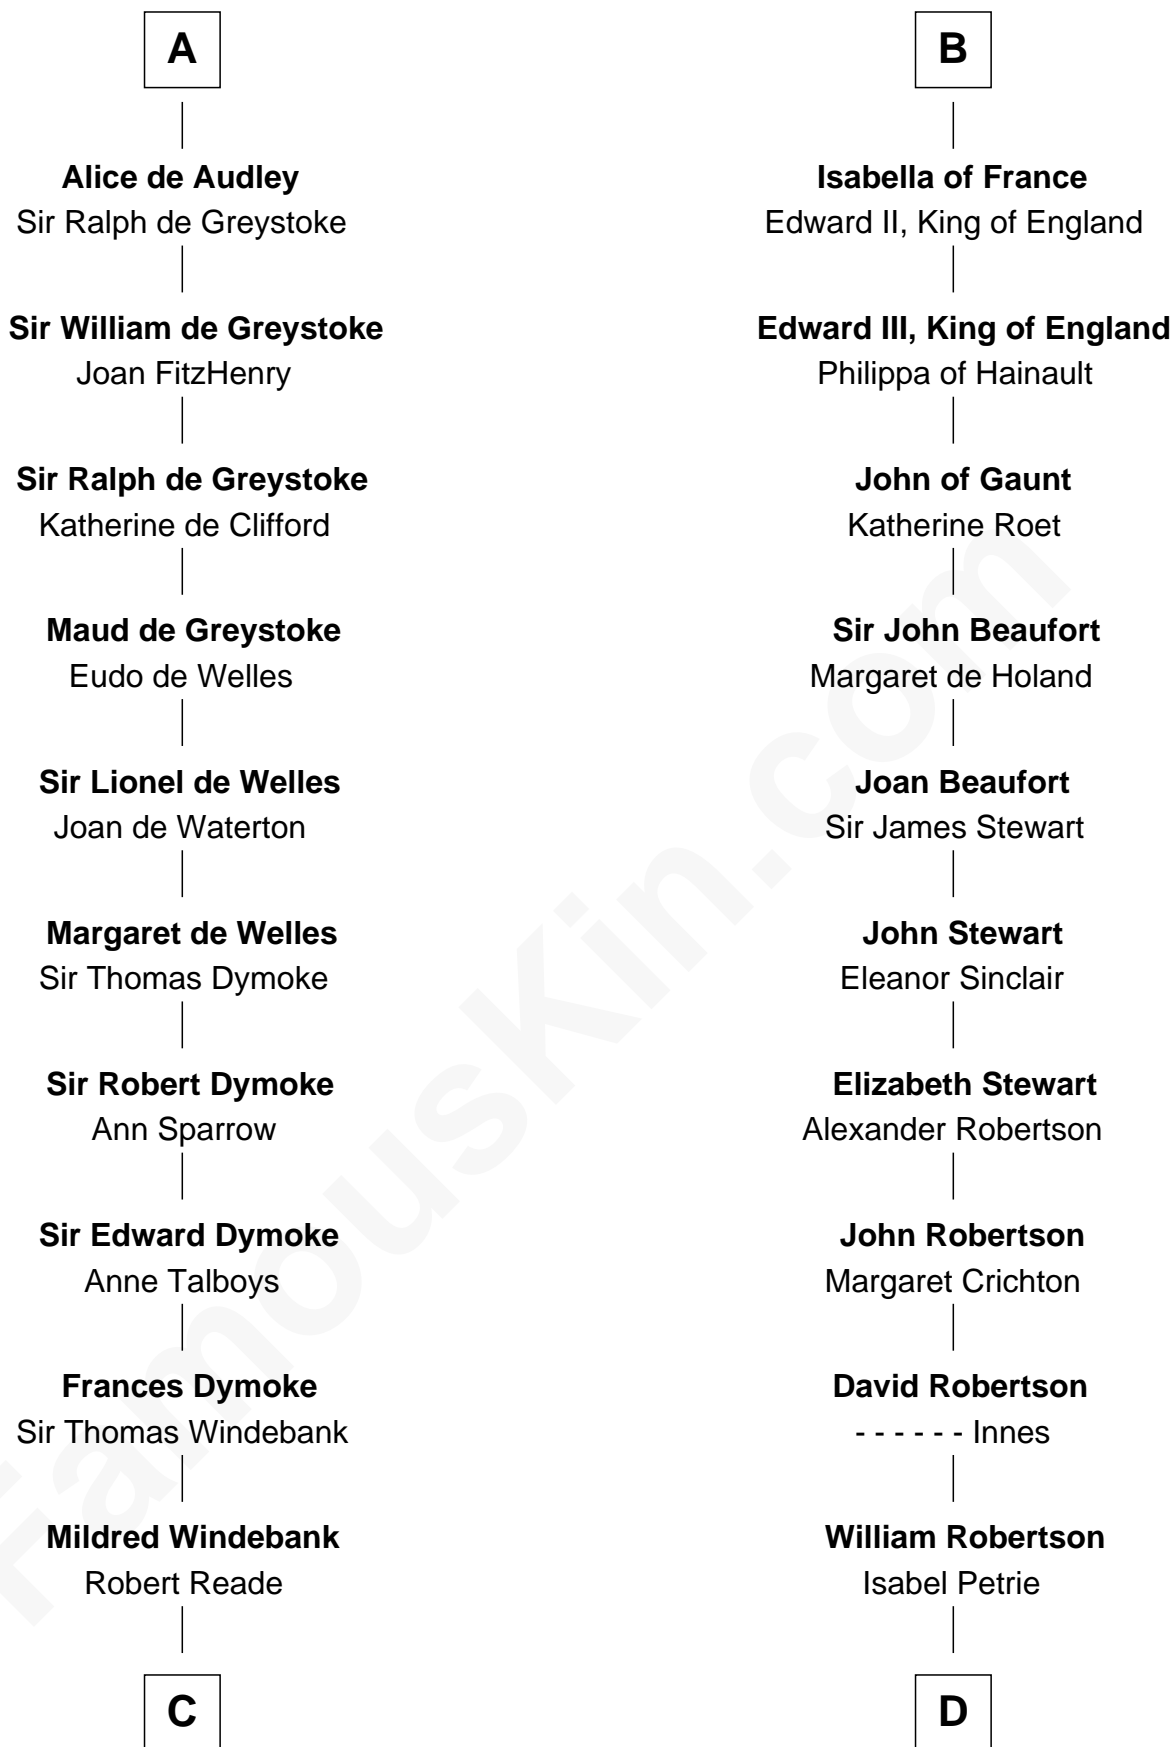 A
Alice de Audley
Sir Ralph de Greystoke
Sir William de Greystoke
Joan FitzHenry
Sir Ralph de Greystoke
Katherine de Clifford
Maud de Greystoke
Eudo de Welles
Sir Lionel de Welles
Joan de Waterton
Margaret de Welles
Sir Thomas Dymoke
Sir Robert Dymoke
Ann Sparrow
Sir Edward Dymoke
Anne Talboys
Frances Dymoke
Sir Thomas Windebank
Mildred Windebank
Robert Reade
C
B
Isabella of France
Edward II, King of England
Edward III, King of England
Philippa of Hainault
John of Gaunt
Katherine Roet
Sir John Beaufort
Margaret de Holand
Joan Beaufort
Sir James Stewart
John Stewart
Eleanor Sinclair
Elizabeth Stewart
Alexander Robertson
John Robertson
Margaret Crichton
David Robertson
- - - - - - Innes
William Robertson
Isabel Petrie
D
FamousKin.com